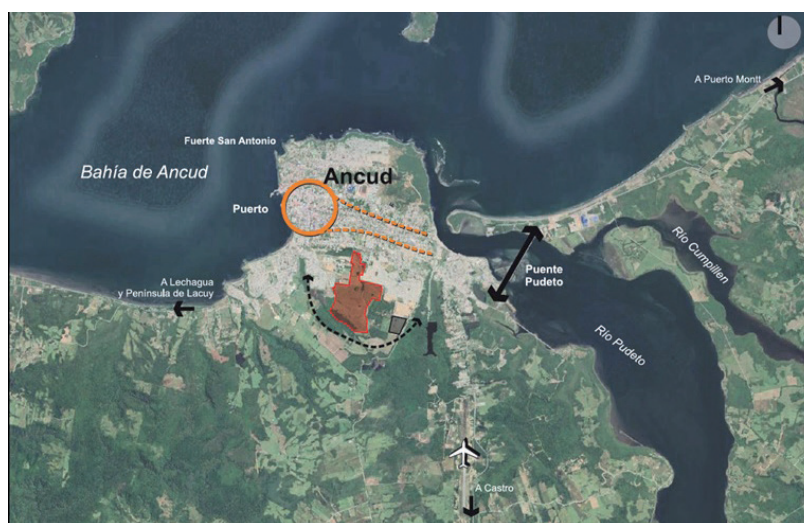 A Puerto Montt
Fuerte San Antonio
Bahía de Ancud
Ancud
Puerto
Río Cumpillen
Puente
Pudeto
A Lechagua
y Península de Lacuy
Río Pudeto
A Castro